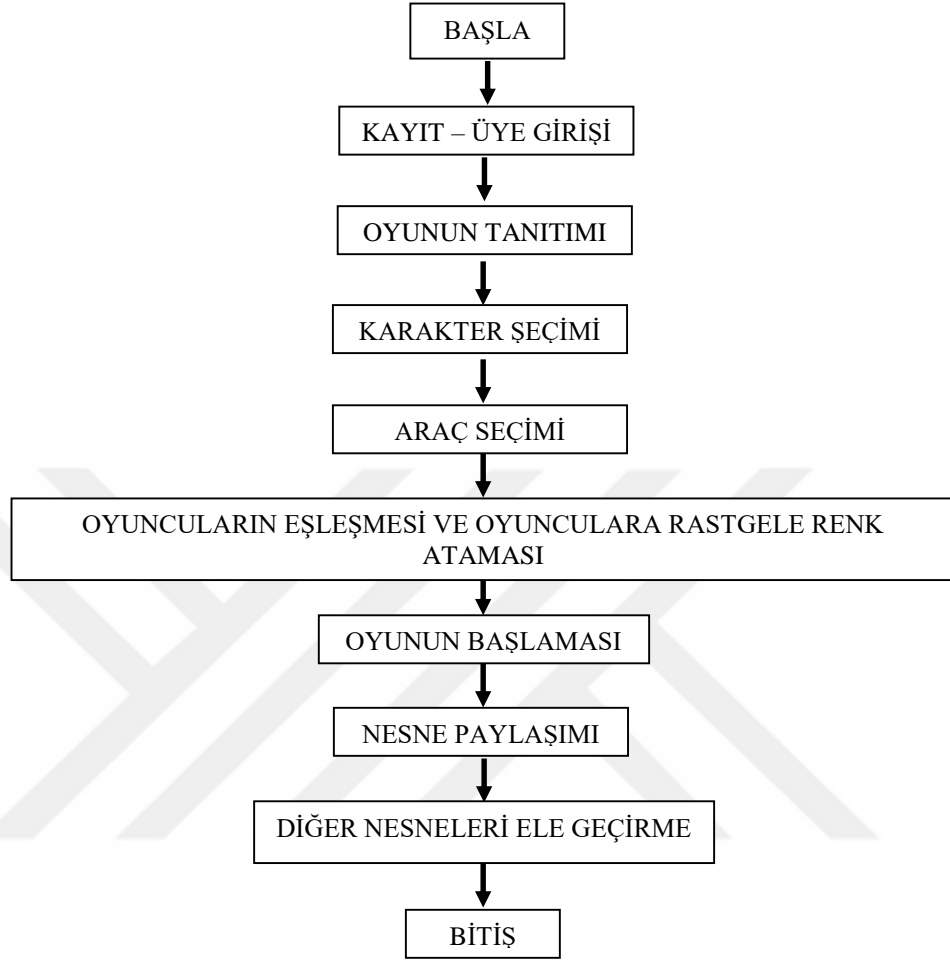 BAŞLA
KAYIT – ÜYE GİRİŞİ
OYUNUN TANITIMI
KARAKTER SEÇİMİ
ARAÇ SEÇİMİ
OYUNCULARIN EŞLEŞMESİ VE OYUNCULARA RASTGELE RENK
ATAMASI
OYUNUN BAŞLAMASI
NESNE PAYLAŞIMI
DİĞER NESNELERİ ELE GEÇİRME
BİTİŞ